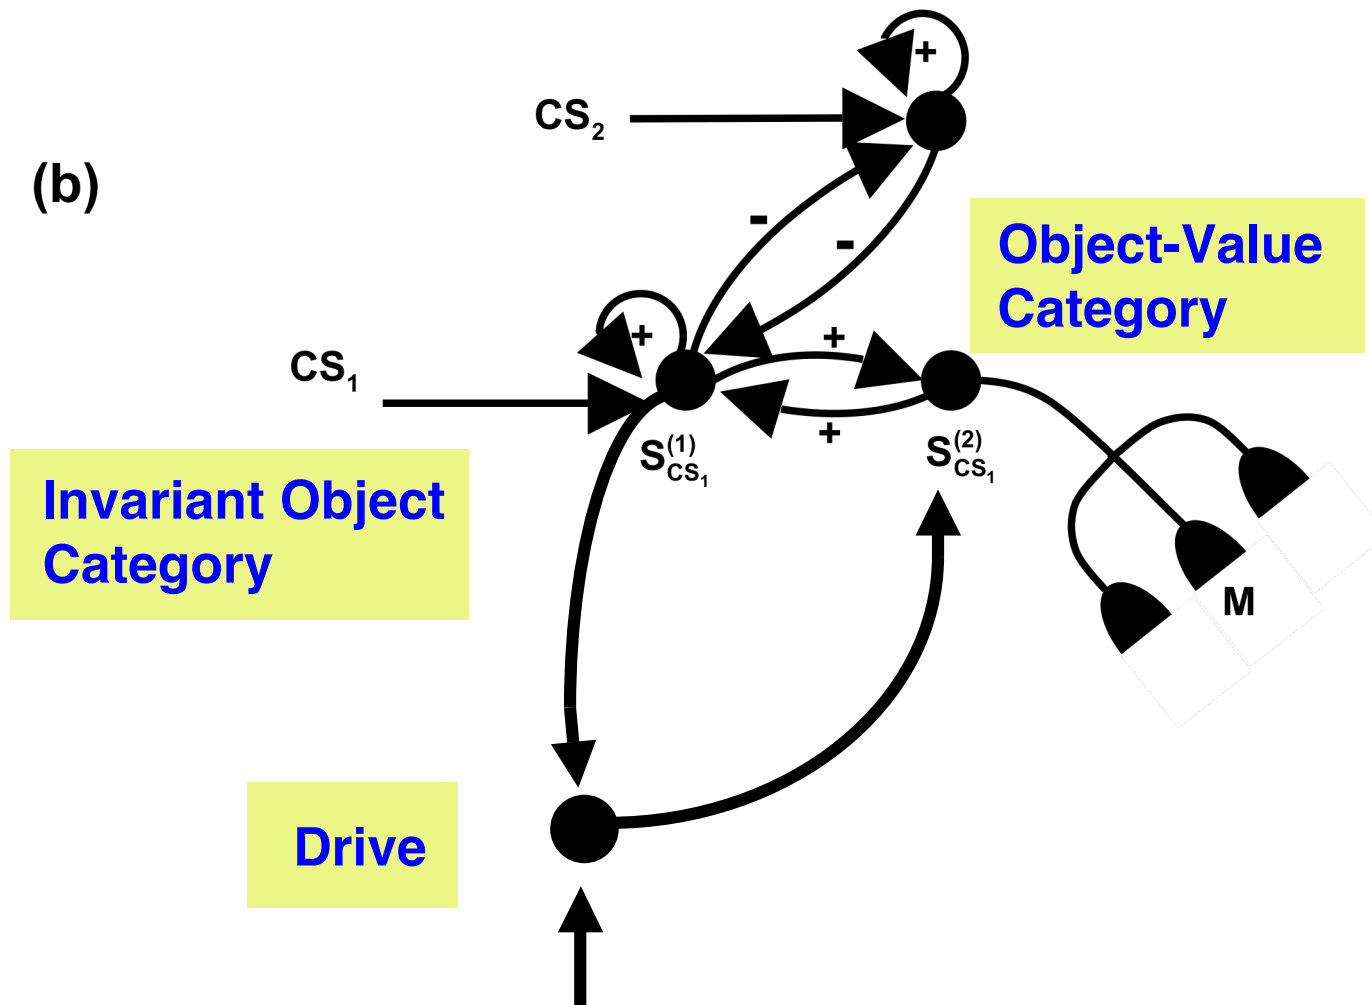 +
CS₂
(b)
-
-
Object-Value
Category
+
+
CS₁
+
S⁽¹⁾CS₁
S⁽²⁾CS₁
Invariant Object
Category
M
Drive